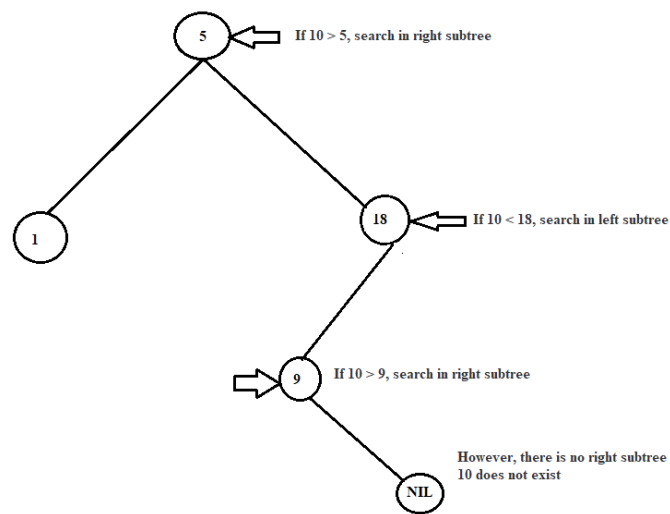 5
If 10 > 5, search in right subtree
1
18
If 10 < 18, search in left subtree
9
If 10 > 9, search in right subtree
However, there is no right subtree
10 does not exist
NIL